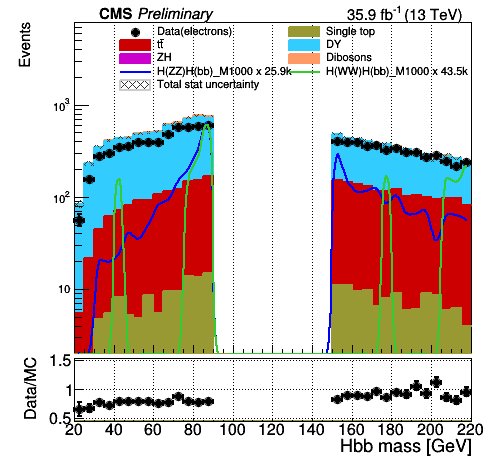 CMS Preliminary 35.9 fb⁻¹ (13 TeV)
Data(electrons) Single top
tt̄ DY
ZH Dibosons
H(ZZ)H(bb)_M1000 x 25.9k H(WW)H(bb)_M1000 x 43.5k
Total stat uncertainty
Events
10³
10²
10
Data/MC
1.5
1
0.5
20 40 60 80 100 120 140 160 180 200 220
Hbb mass [GeV]